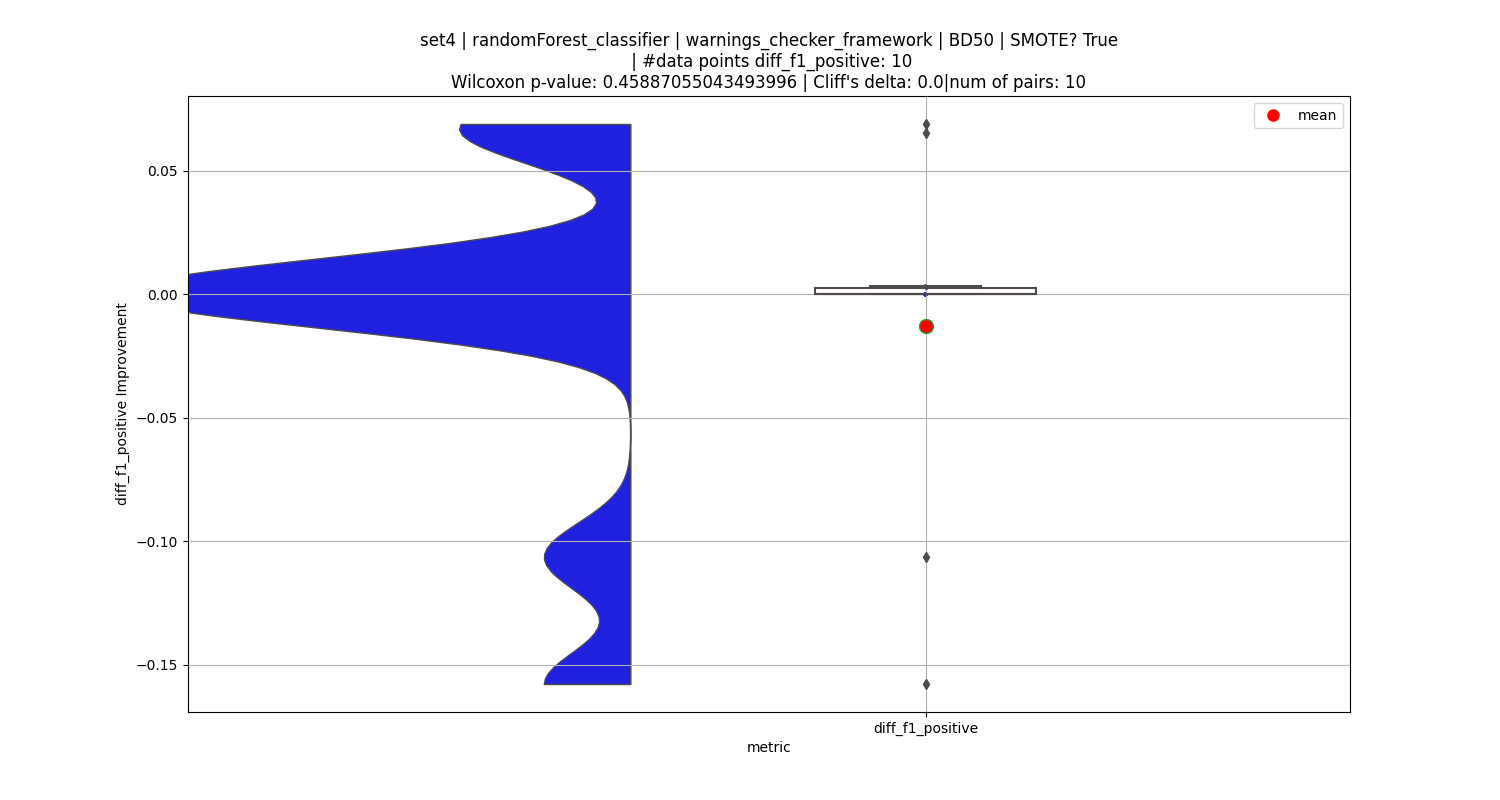 set4 | randomForest_classifier | warnings_checker_framework | BD50 | SMOTE? True
| #data points diff_f1_positive: 10
Wilcoxon p-value: 0.45887055043493996 | Cliff's delta: 0.0|num of pairs: 10
mean
0.05
0.00
−0.05
−0.10
−0.15
diff_f1_positive Improvement
diff_f1_positive
metric